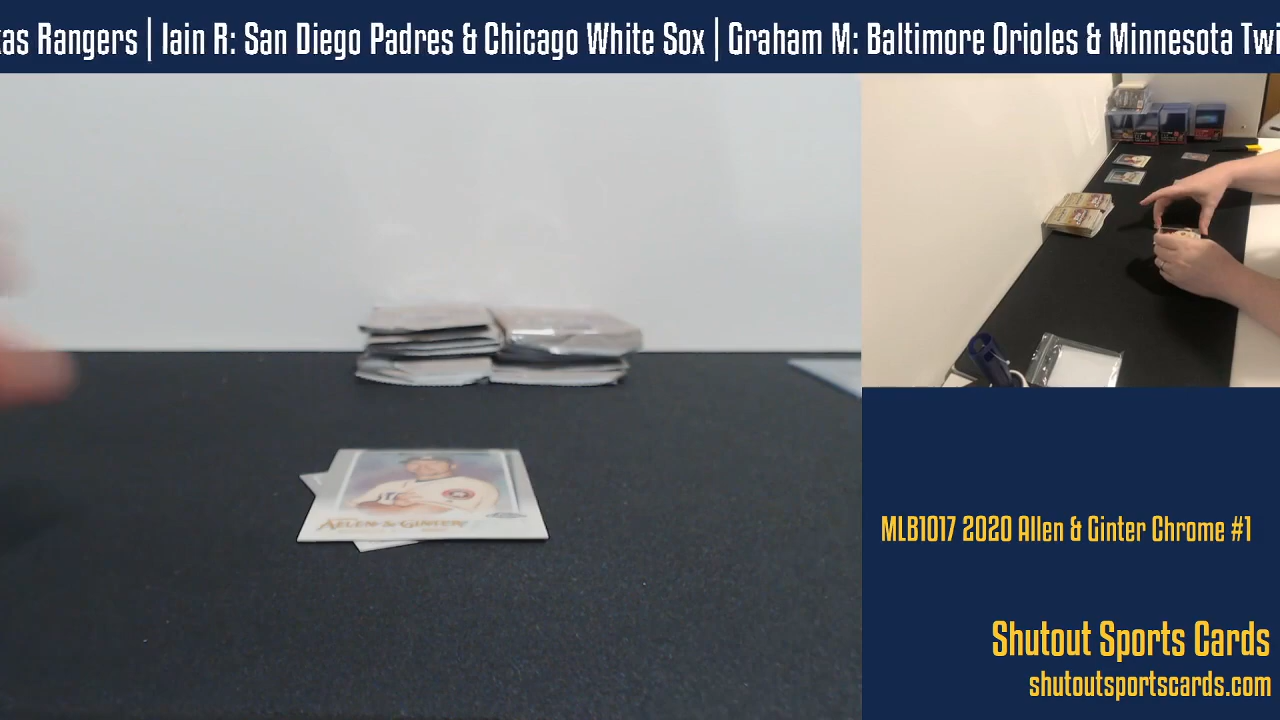 as Rangers | Iain R: San Diego Padres & Chicago White Sox | Graham M: Baltimore Orioles & Minnesota Twi
ALLEN & GINTER
MLB1017 2020 Allen & Ginter Chrome #1
Shutout Sports Cards
shutoutsportscards.com